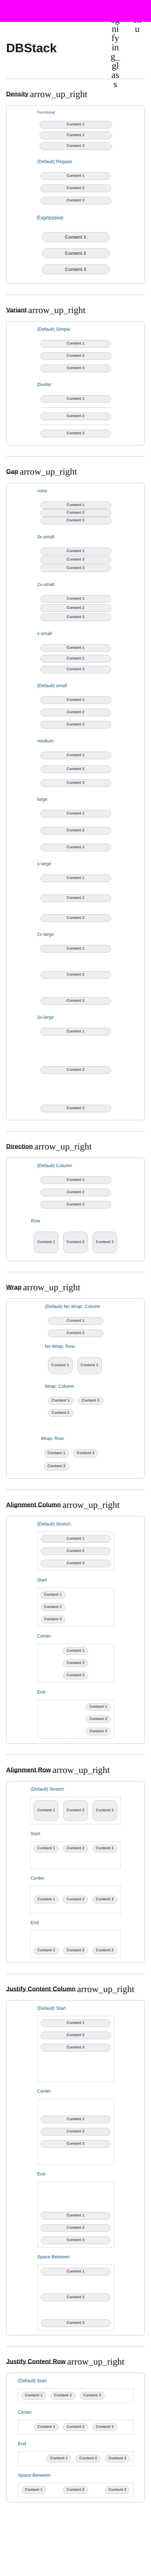 ni
u
fy
in
g_
gl
as
s
DBStack
Density arrow_up_right
Functional
Content 1
Content 2
Content 3
(Default) Regular
Content 1
Content 2
Content 3
Expressive
Content 1
Content 2
Content 3
Variant arrow_up_right
(Default) Simple
Content 1
Content 2
Content 3
Divider
Content 1
Content 2
Content 3
Gap arrow_up_right
none
Content 1
Content 2
Content 3
3x-small
Content 1
Content 2
Content 3
2x-small
Content 1
Content 2
Content 3
x-small
Content 1
Content 2
Content 3
(Default) small
Content 1
Content 2
Content 3
medium
Content 1
Content 2
Content 3
large
Content 1
Content 2
Content 3
x-large
Content 1
Content 2
Content 3
2x-large
Content 1
Content 2
Content 3
3x-large
Content 1
Content 2
Content 3
Direction arrow_up_right
(Default) Column
Content 1
Content 2
Content 3
Row
Content 1 Content 2 Content 3
Wrap arrow_up_right
(Default) No Wrap: Column
Content 1
Content 2
No Wrap: Row
Content 1 Content 2
Wrap: Column
Content 1 Content 3
Content 2
Wrap: Row
Content 1 Content 2
Content 3
Alignment Column arrow_up_right
(Default) Stretch
Content 1
Content 2
Content 3
Start
Content 1
Content 2
Content 3
Center
Content 1
Content 2
Content 3
End
Content 1
Content 2
Content 3
Alignment Row arrow_up_right
(Default) Stretch
Content 1 Content 2 Content 3
Start
Content 1 Content 2 Content 3
Center
Content 1 Content 2 Content 3
End
Content 1 Content 2 Content 3
Justify Content Column arrow_up_right
(Default) Start
Content 1
Content 2
Content 3
Center
Content 1
Content 2
Content 3
End
Content 1
Content 2
Content 3
Space-Between
Content 1
Content 2
Content 3
Justify Content Row arrow_up_right
(Default) Start
Content 1 Content 2 Content 3
Center
Content 1 Content 2 Content 3
End
Content 1 Content 2 Content 3
Space-Between
Content 1 Content 2 Content 3